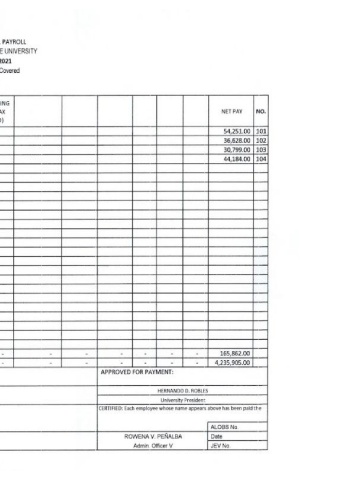 PAYROLL
E UNIVERSITY
2021
Covered
ING
AX
NET PAY NO.
54,251.00 101
36,828.00 102
30,799.00 103
44,184.00 104
- - - - - - - 165,862.00
- - - - - - - 4,235,905.00
APPROVED FOR PAYMENT:
HERNANDO D. ROBLES
University President
CERTIFIED: Each employee whose name appears above has been paid the
ALOBS No.
ROWENA V. PEÑALBA Date
Admin. Officer V JEV No.